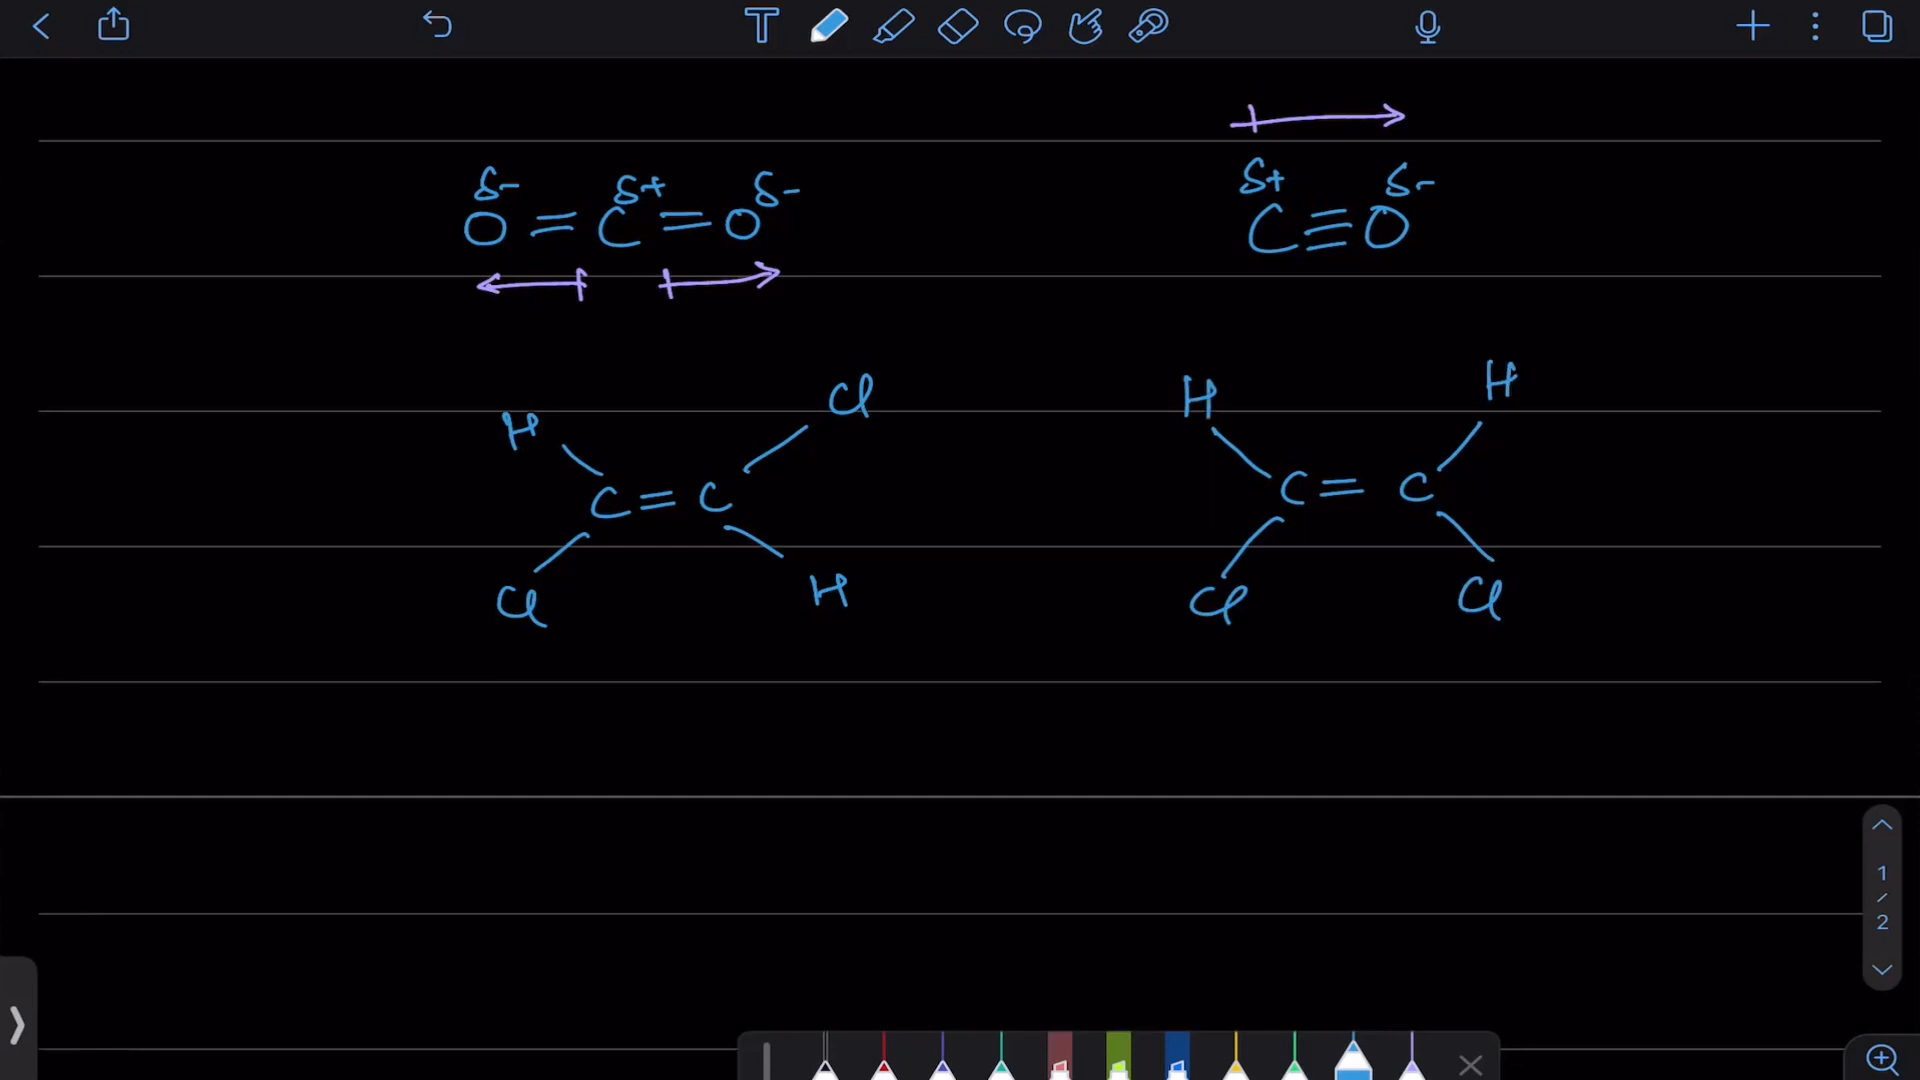 δ- δ+ δ-
O = C = O
δ+ δ-
C ≡ O
H Cl
C = C
Cl H
H H
C = C
Cl Cl
1
/
2